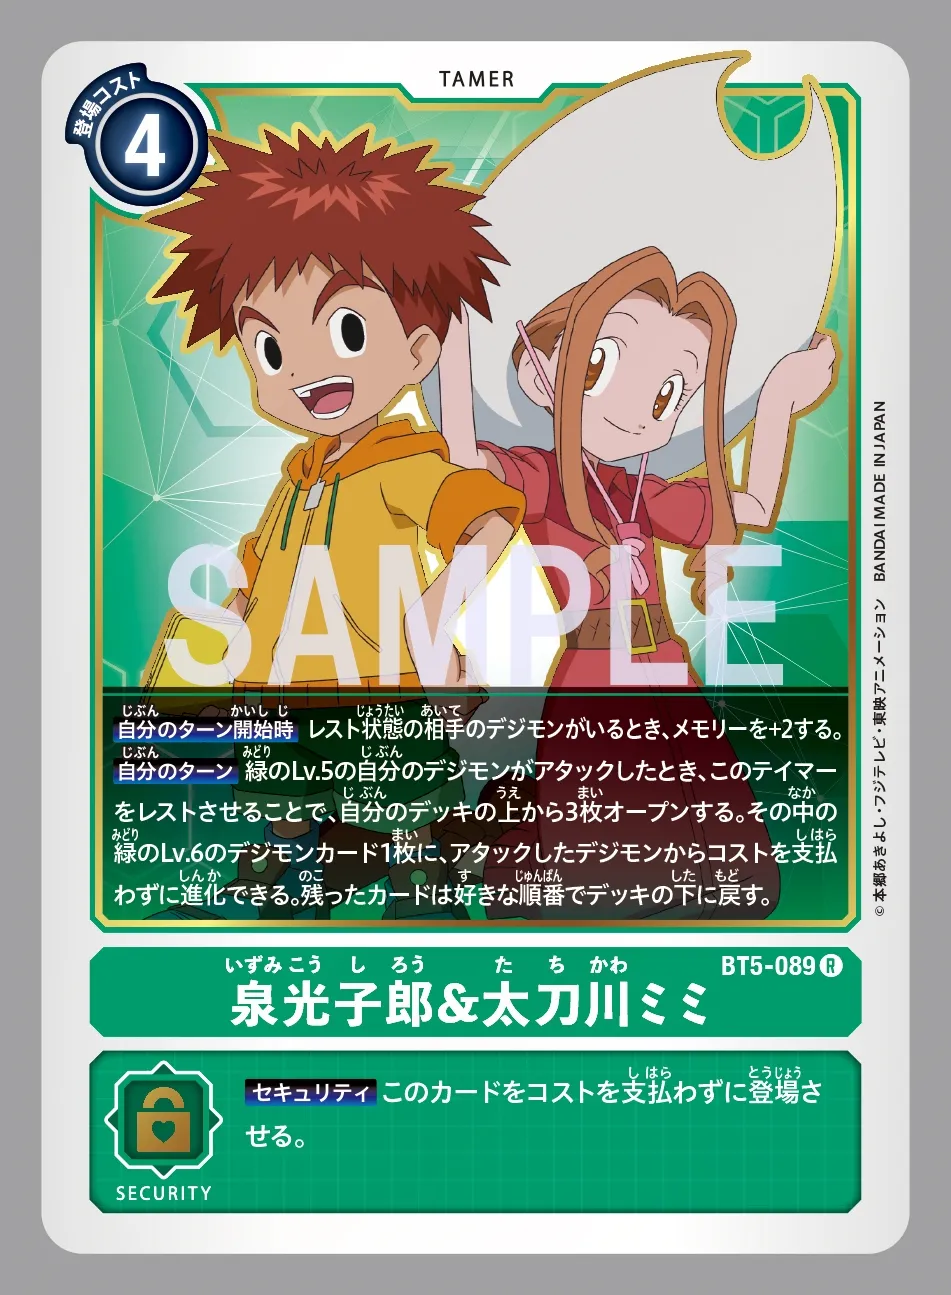 TAMER
登場コスト
4
SAMPLE
自分のターン開始時 レスト状態の相手のデジモンがいるとき、メモリーを+2する。
自分のターン 緑のLv.5の自分のデジモンがアタックしたとき、このテイマー
をレストさせることで、自分のデッキの上から3枚オープンする。その中の
緑のLv.6のデジモンカード1枚に、アタックしたデジモンからコストを支払
わずに進化できる。残ったカードは好きな順番でデッキの下に戻す。
©本郷あきよし・フジテレビ・東映アニメーション BANDAI MADE IN JAPAN
いずみ こう し ろう た ち かわ
BT5-089 R
泉光子郎&太刀川ミミ
セキュリティ このカードをコストを支払わずに登場さ
せる。
SECURITY